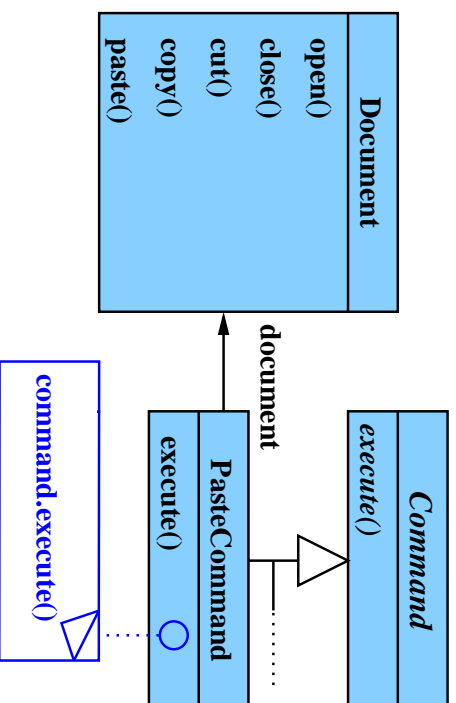 Command
execute()
Document
open()
close()
cut()
copy()
paste()
document
PasteCommand
execute()
command.execute()